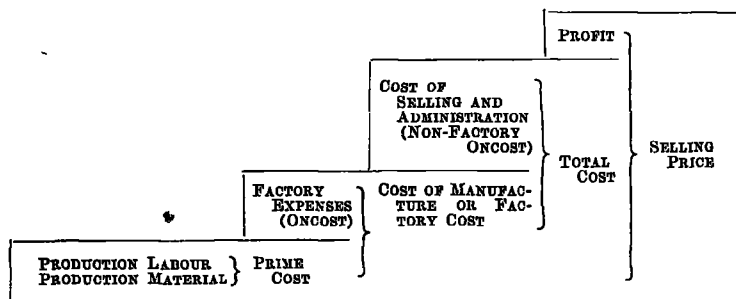 PROFIT
COST OF
SELLING AND
ADMINISTRATION
(NON-FACTORY
ONCOST)
TOTAL
COST
SELLING
PRICE
FACTORY
EXPENSES
(ONCOST)
COST OF MANUFAC-
TURE OR FAC-
TORY COST
PRODUCTION LABOUR
PRODUCTION MATERIAL
PRIME
COST